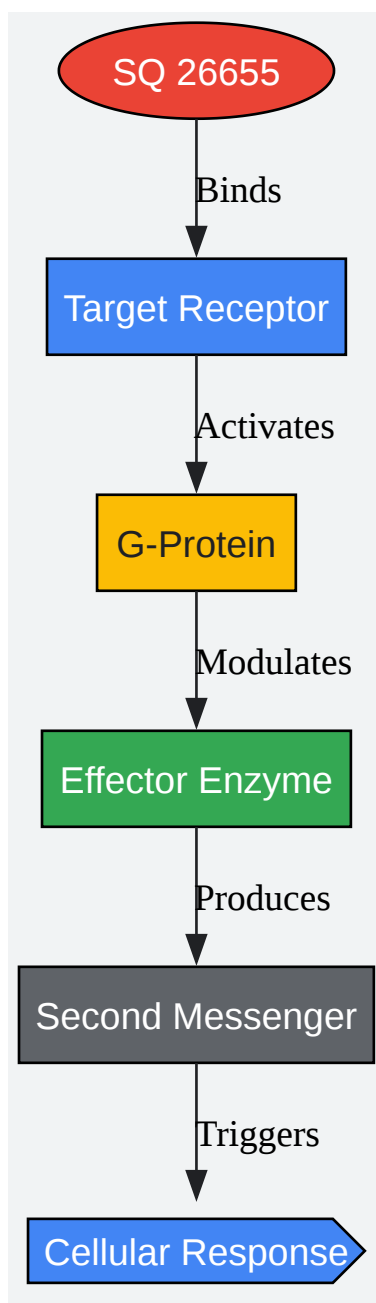 SQ 26655
Binds
Target Receptor
Activates
G-Protein
Modulates
Effector Enzyme
Produces
Second Messenger
Triggers
Cellular Response